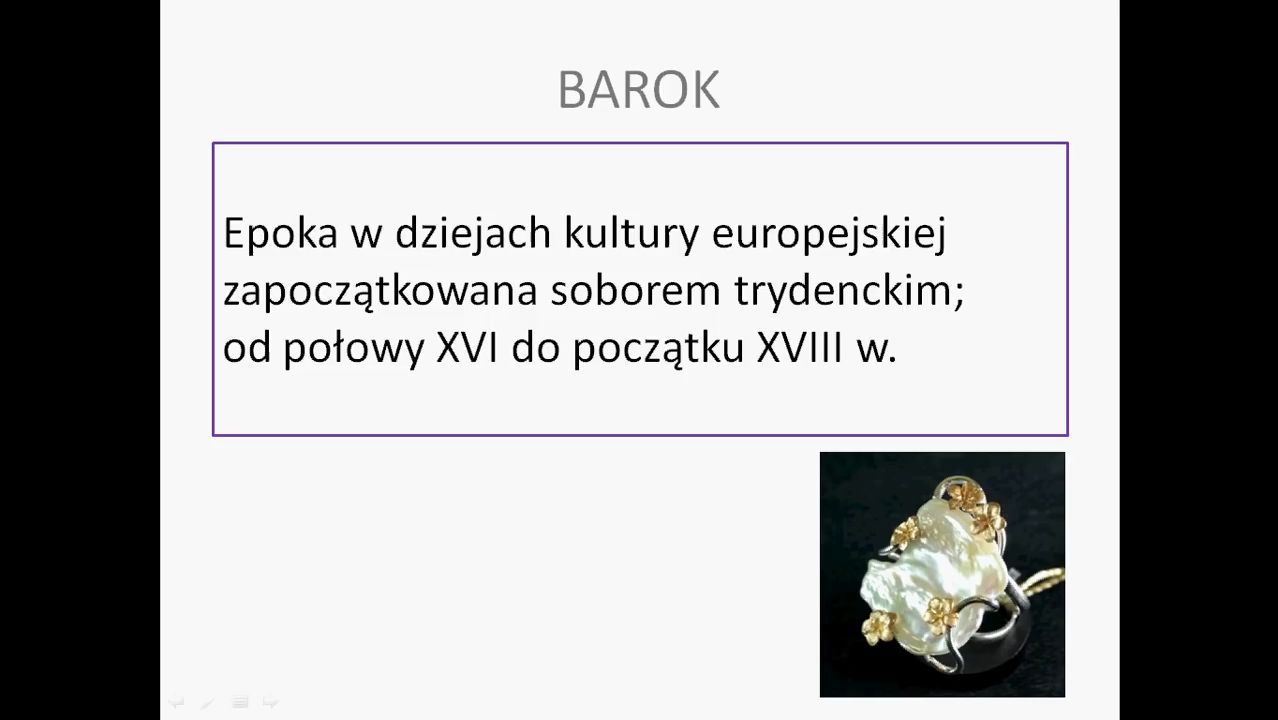 BAROK
Epoka w dziejach kultury europejskiej
zapoczątkowana soborem trydenckim;
od połowy XVI do początku XVIII w.